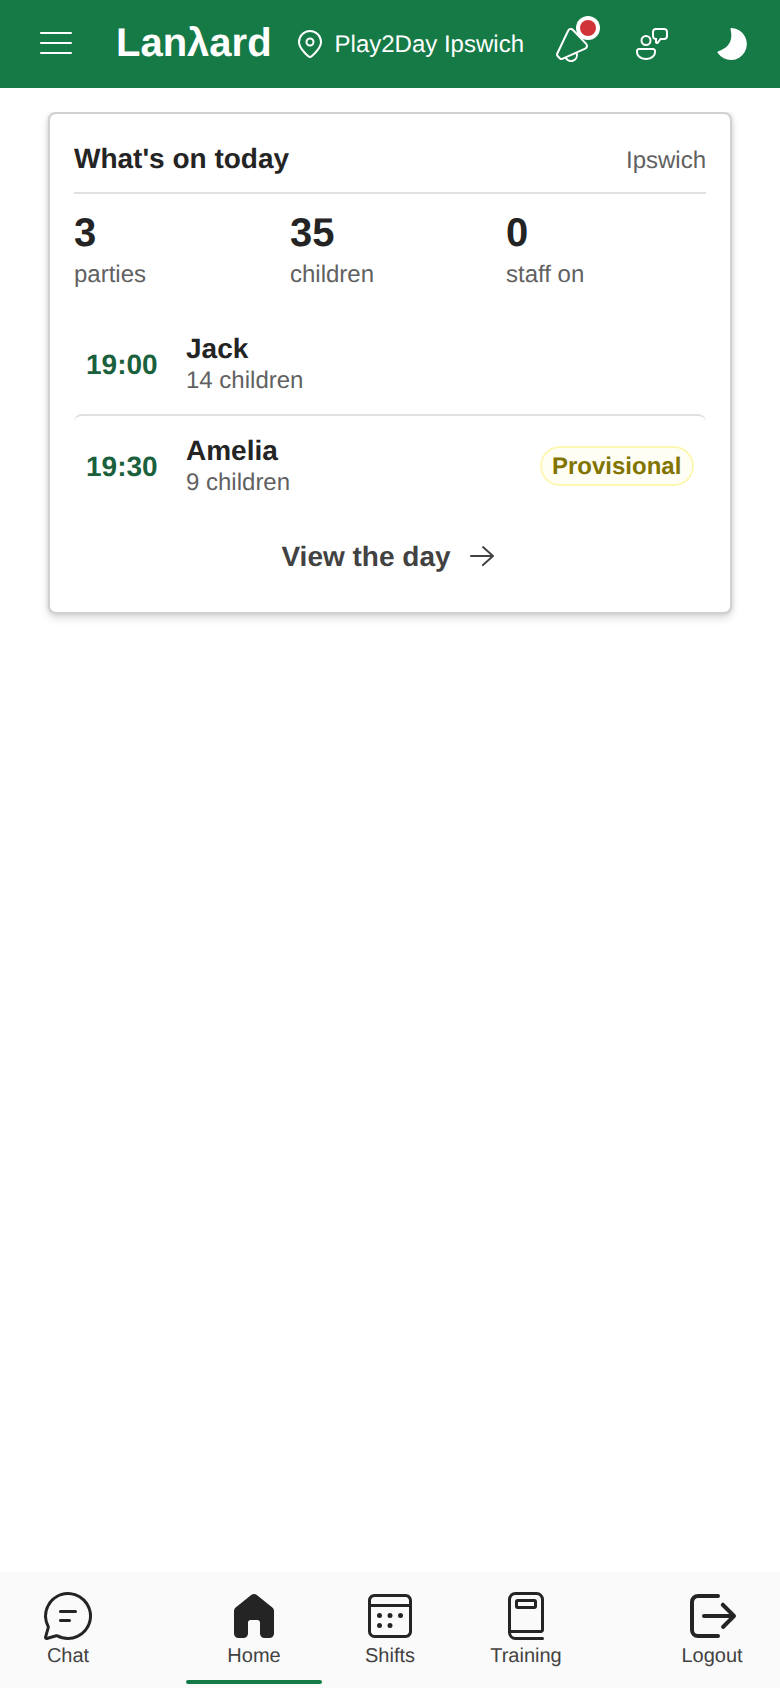 Lanλard
Play2Day Ipswich
What's on today
Ipswich
3
parties
35
children
0
staff on
19:00
Jack
14 children
19:30
Amelia
9 children
Provisional
View the day
Chat
Home
Shifts
Training
Logout